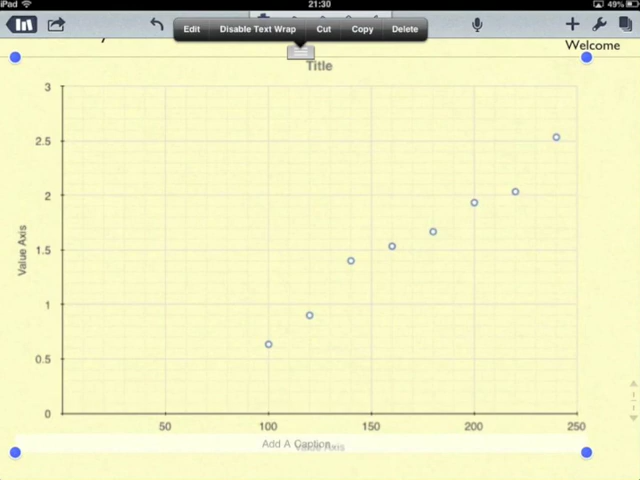 iPad 21:30 49%
Edit Disable Text Wrap Cut Copy Delete
Welcome
Title
3
2.5
2
1.5
1
0.5
0
Value Axis
50 100 150 200 250
Add A Caption
Value Axis